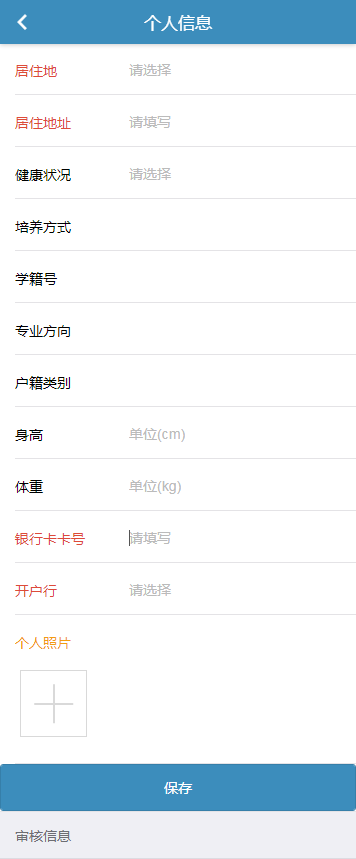 个人信息
居住地 请选择
居住地址 请填写
健康状况 请选择
培养方式
学籍号
专业方向
户籍类别
身高 单位(cm)
体重 单位(kg)
银行卡卡号 请填写
开户行 请选择
个人照片
保存
审核信息